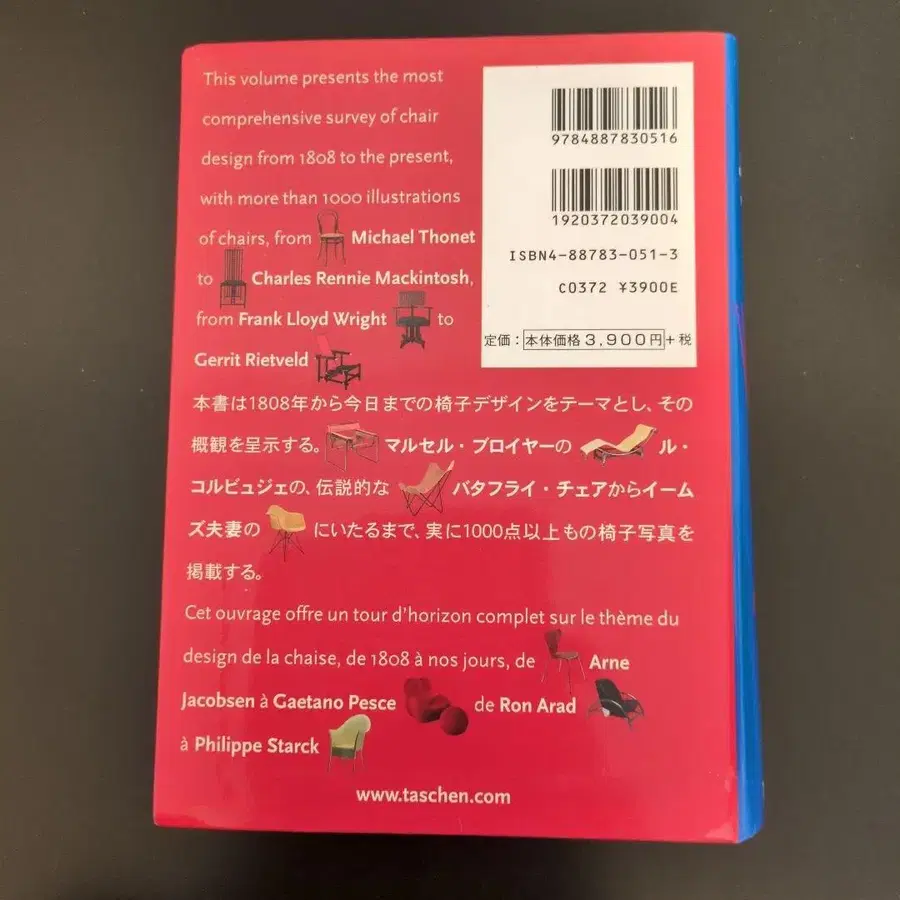 This volume presents the most
comprehensive survey of chair
design from 1808 to the present,
with more than 1000 illustrations
of chairs, from Michael Thonet
to Charles Rennie Mackintosh,
from Frank Lloyd Wright to
Gerrit Rietveld
9784887830516
1920372039004
ISBN4-88783-051-3
C0372 ¥3900E
定価：本体価格3,900円+税
本書は1808年から今日までの椅子デザインをテーマとし、その
概観を呈示する。マルセル・ブロイヤーの ル・
コルビュジェの、伝説的な バタフライ・チェアからイーム
ズ夫妻の にいたるまで、実に1000点以上もの椅子写真を
掲載する。
Cet ouvrage offre un tour d'horizon complet sur le thème du
design de la chaise, de 1808 à nos jours, de Arne
Jacobsen à Gaetano Pesce de Ron Arad
à Philippe Starck
www.taschen.com